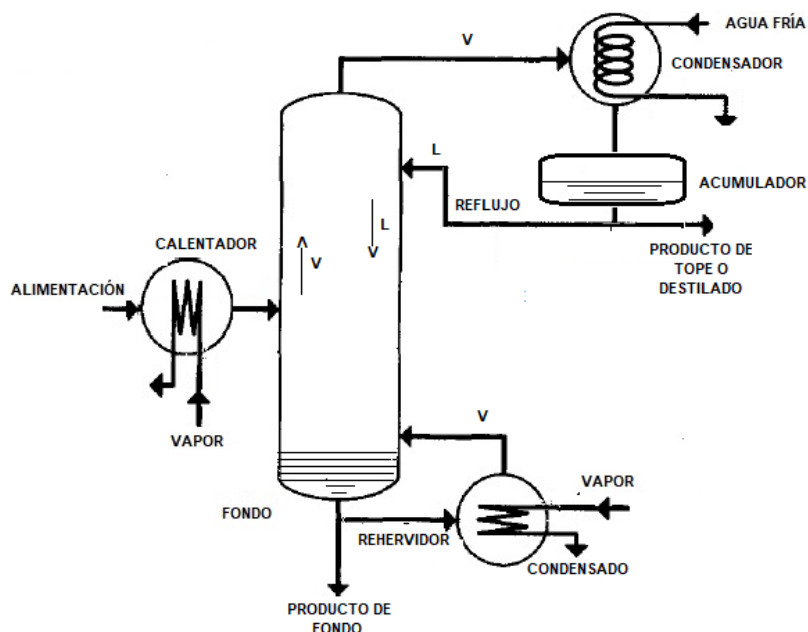 V
AGUA FRÍA
CONDENSADOR
L
ACUMULADOR
REFLUJO
L
V
CALENTADOR
PRODUCTO DE
TOPE O
DESTILADO
ALIMENTACIÓN
V
VAPOR
VAPOR
FONDO
REHERVIDOR
CONDENSADO
PRODUCTO DE
FONDO